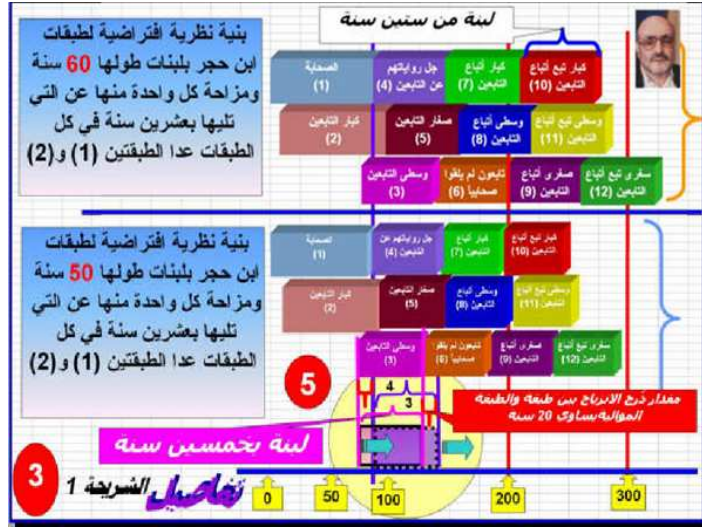 لبنة من ستين سنة
بنية نظرية افتراضية لطبقات
ابن حجر بلبنات طولها 60 سنة
ومزاحة كل واحدة منها عن التي
تليها بعشرين سنة في كل
الطبقات عدا الطبقتين (1) و(2)
الصحابة
(1)
جل رواياتهم
عن التابعين (4)
كبار أتباع
التابعين (7)
كبار تبع أتباع
التابعين (10)
كبار التابعين
(2)
صغار التابعين
(5)
وسطى أتباع
التابعين (8)
وسطى تبع أتباع
التابعين (11)
وسطى التابعين
(3)
تابعون لم يلقوا
صحابياً (6)
صغرى أتباع
التابعين (9)
صغرى تبع أتباع
التابعين (12)
بنية نظرية افتراضية لطبقات
ابن حجر بلبنات طولها 50 سنة
ومزاحة كل واحدة منها عن التي
تليها بعشرين سنة في كل
الطبقات عدا الطبقتين (1) و(2)
الصحابة
(1)
جل رواياتهم عن
التابعين (4)
كبار أتباع
التابعين (7)
كبار تبع أتباع
التابعين (10)
كبار التابعين
(2)
صغار التابعين
(5)
وسطى أتباع
التابعين (8)
وسطى تبع أتباع
التابعين (11)
وسطى التابعين
(3)
تابعون لم يلقوا
صحابياً (6)
صغرى أتباع
التابعين (9)
صغرى تبع أتباع
التابعين (12)
5
4
3
مقدار تدرج الانزياح بين طبقة والطبقة
الموالية يساوي 20 سنة
لبنة بخمسين سنة
3
تفاصيل الشريحة 1
0
50
100
200
300